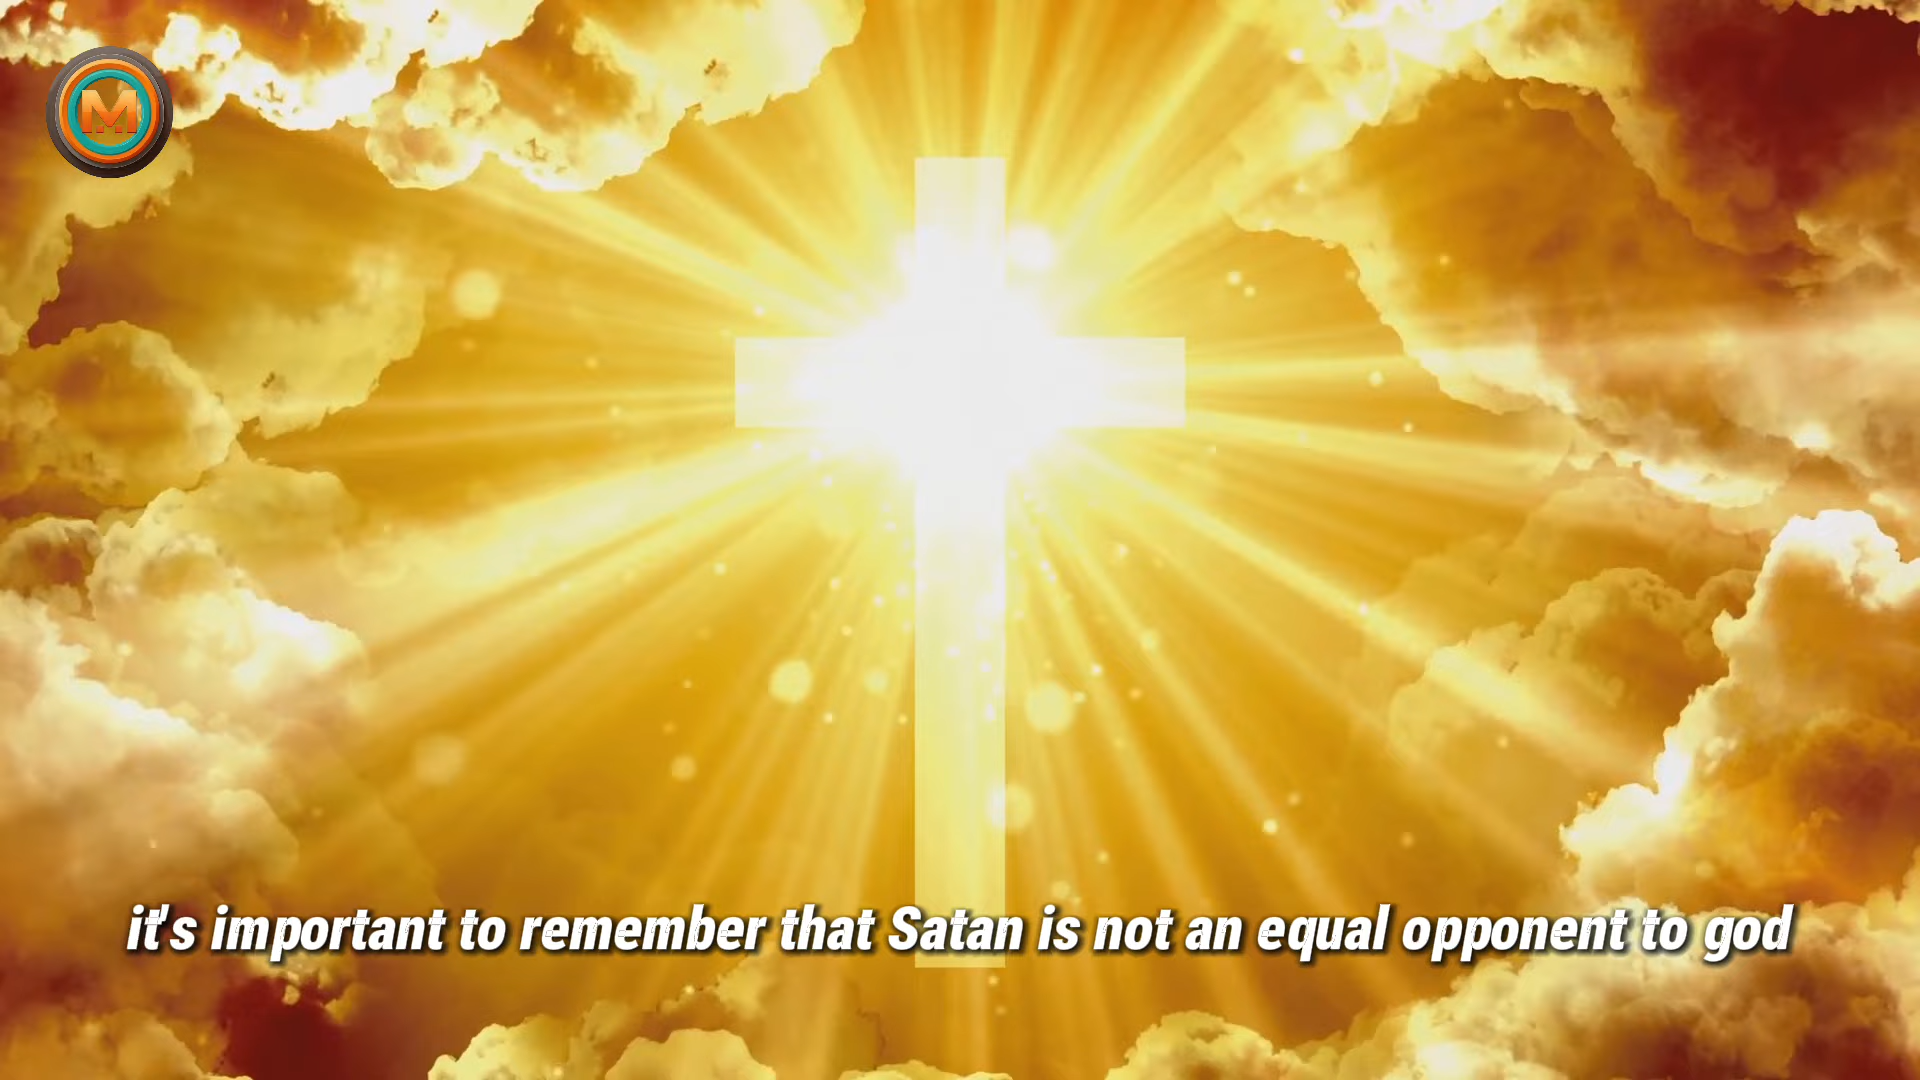 M
it's important to remember that Satan is not an equal opponent to god